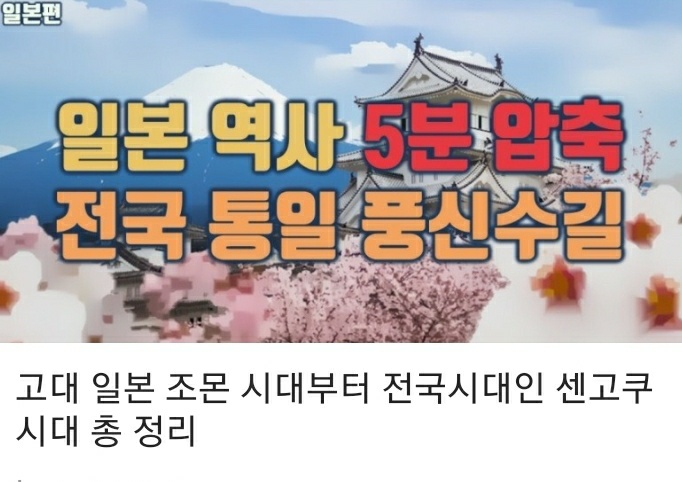 일본편
일본 역사 5분 압축
전국 통일 풍신수길
고대 일본 조몬 시대부터 전국시대인 센고쿠
시대 총 정리